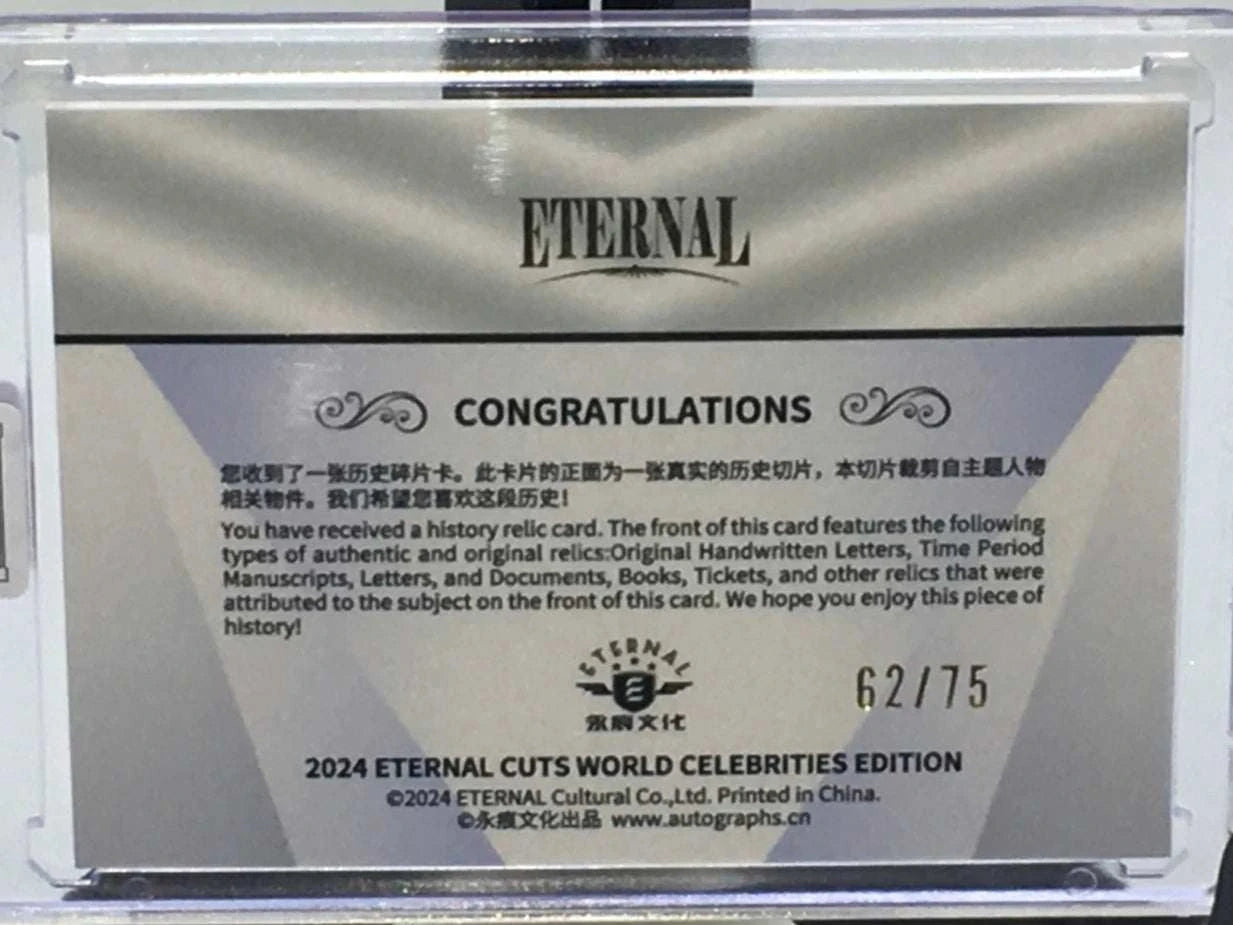 ETERNAL
CONGRATULATIONS
您收到了一张历史碎片卡。此卡片的正面为一张真实的历史切片，本切片裁剪自主题人物
相关物件。我们希望您喜欢这段历史!
You have received a history relic card. The front of this card features the following
types of authentic and original relics:Original Handwritten Letters, Time Period
Manuscripts, Letters, and Documents, Books, Tickets, and other relics that were
attributed to the subject on the front of this card. We hope you enjoy this piece of
history!
ETERNAL
永痕文化
62/75
2024 ETERNAL CUTS WORLD CELEBRITIES EDITION
©2024 ETERNAL Cultural Co.,Ltd. Printed in China.
©永痕文化出品 www.autographs.cn